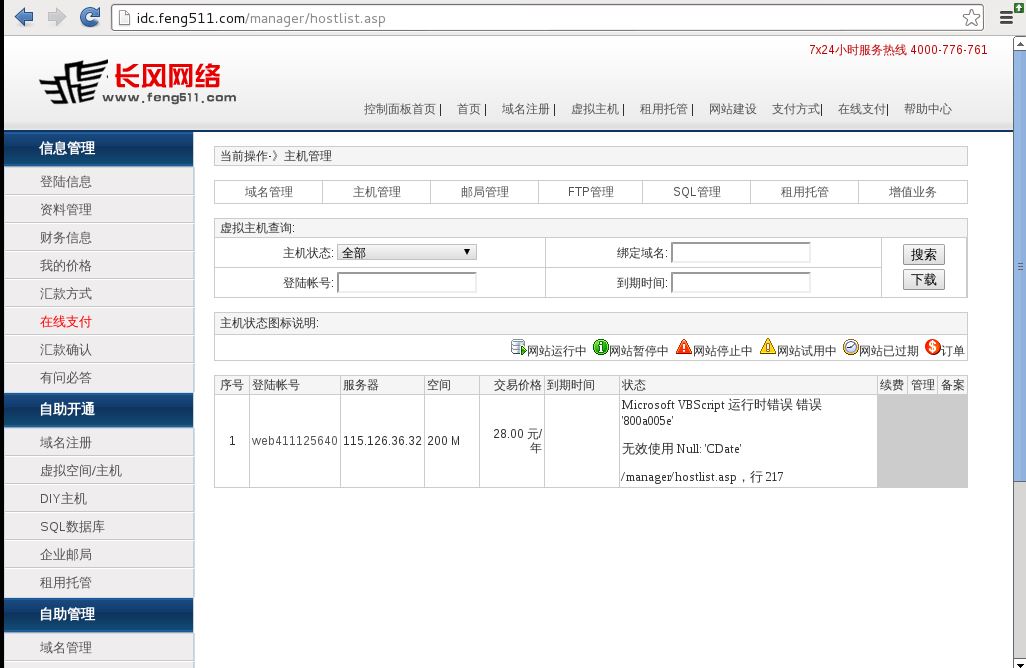 idc.feng511.com/manager/hostlist.asp
7x24小时服务热线 4000-776-761
长风网络
www.feng511.com
控制面板首页 | 首页 | 域名注册 | 虚拟主机 | 租用托管 | 网站建设 支付方式| 在线支付| 帮助中心
信息管理
登陆信息
资料管理
财务信息
我的价格
汇款方式
在线支付
汇款确认
有问必答
自助开通
域名注册
虚拟空间/主机
DIY主机
SQL数据库
企业邮局
租用托管
自助管理
域名管理
当前操作-》主机管理
域名管理 主机管理 邮局管理 FTP管理 SQL管理 租用托管 增值业务
虚拟主机查询:
主机状态: 全部 绑定域名: 搜索
登陆帐号: 到期时间: 下载
主机状态图标说明:
网站运行中 网站暂停中 网站停止中 网站试用中 网站已过期 订单
序号 登陆帐号 服务器 空间 交易价格 到期时间 状态 续费 管理 备案
1 web411125640 115.126.36.32 200 M 28.00 元/
年
Microsoft VBScript 运行时错误 错误
'800a005e'
无效使用 Null: 'CDate'
/manager/hostlist.asp，行 217